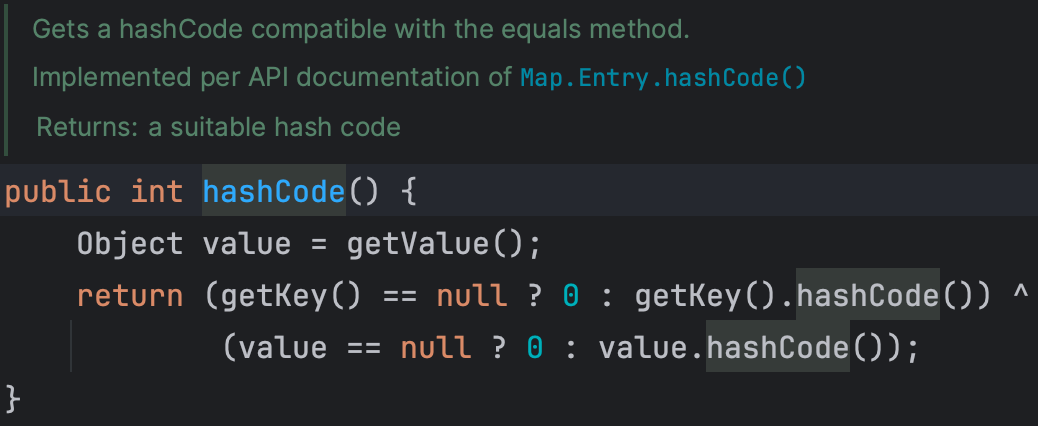 Gets a hashCode compatible with the equals method.
Implemented per API documentation of Map.Entry.hashCode()
Returns: a suitable hash code
public int hashCode() {
    Object value = getValue();
    return (getKey() == null ? 0 : getKey().hashCode()) ^
            (value == null ? 0 : value.hashCode());
}